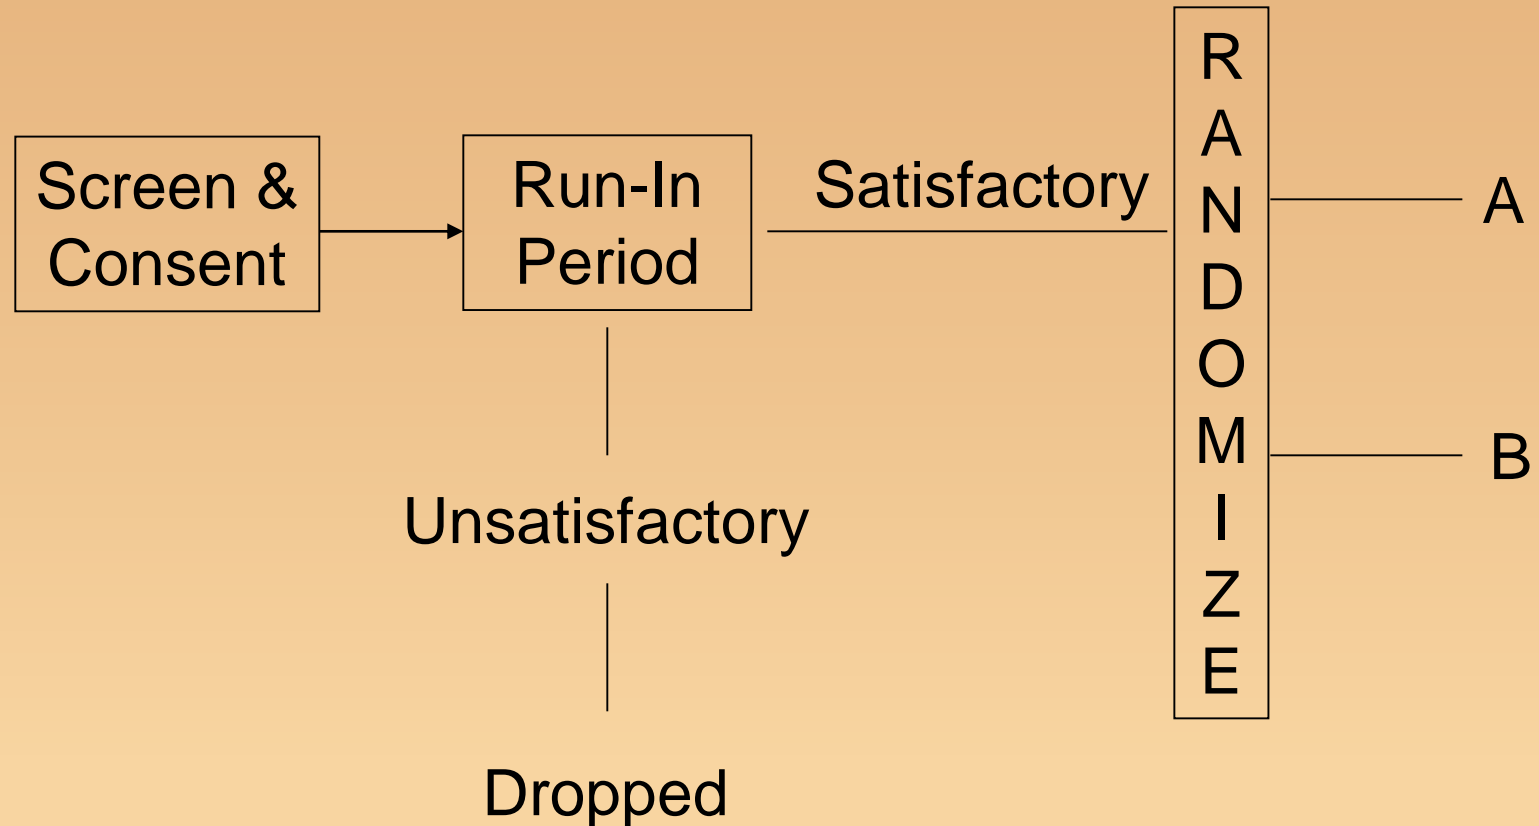 Screen &
Consent
Run-In
Period
Satisfactory
R
A
N
D
O
M
I
Z
E
A
B
Unsatisfactory
Dropped